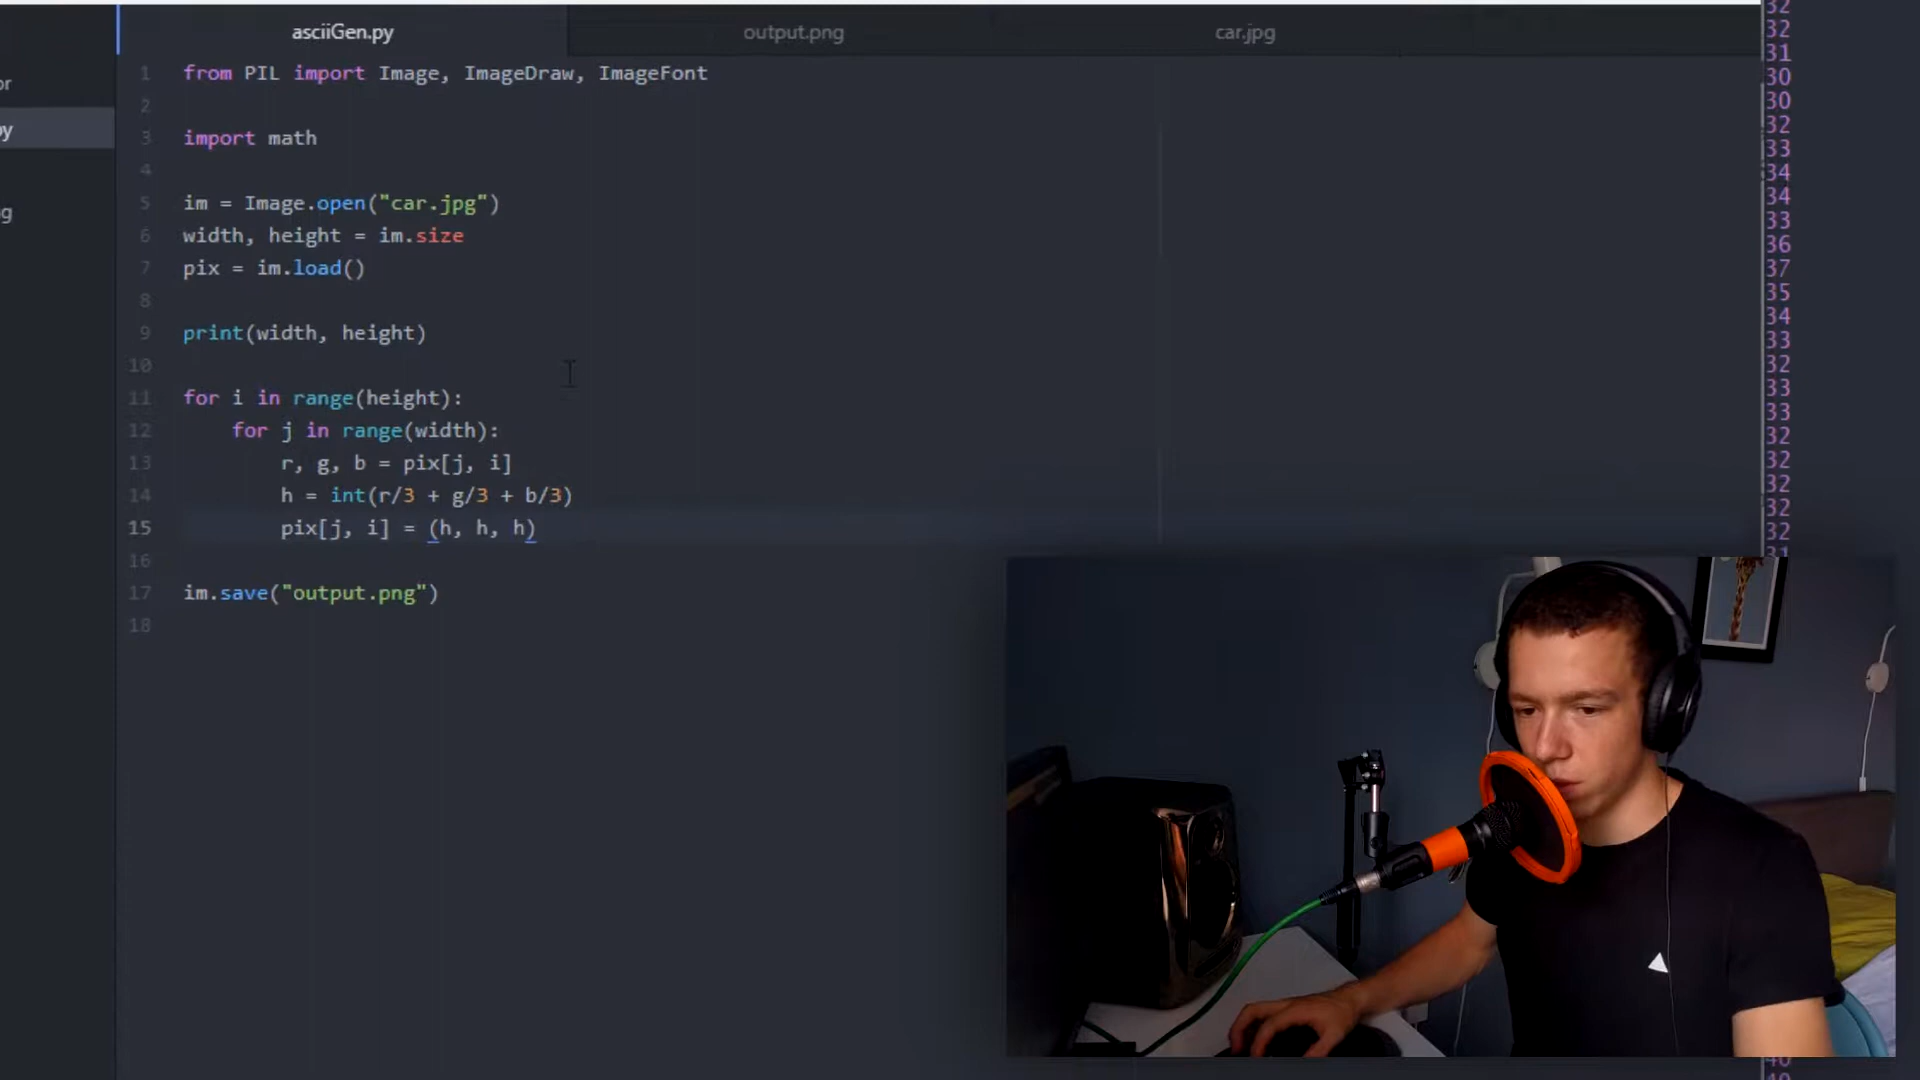 asciiGen.py
output.png
car.jpg
or
py
g
1 from PIL import Image, ImageDraw, ImageFont
2
3 import math
4
5 im = Image.open("car.jpg")
6 width, height = im.size
7 pix = im.load()
8
9 print(width, height)
10
11 for i in range(height):
12 for j in range(width):
13 r, g, b = pix[j, i]
14 h = int(r/3 + g/3 + b/3)
15 pix[j, i] = (h, h, h)
16
17 im.save("output.png")
18
32
32
31
30
30
32
33
34
34
33
36
37
35
34
33
32
33
33
32
32
32
32
32